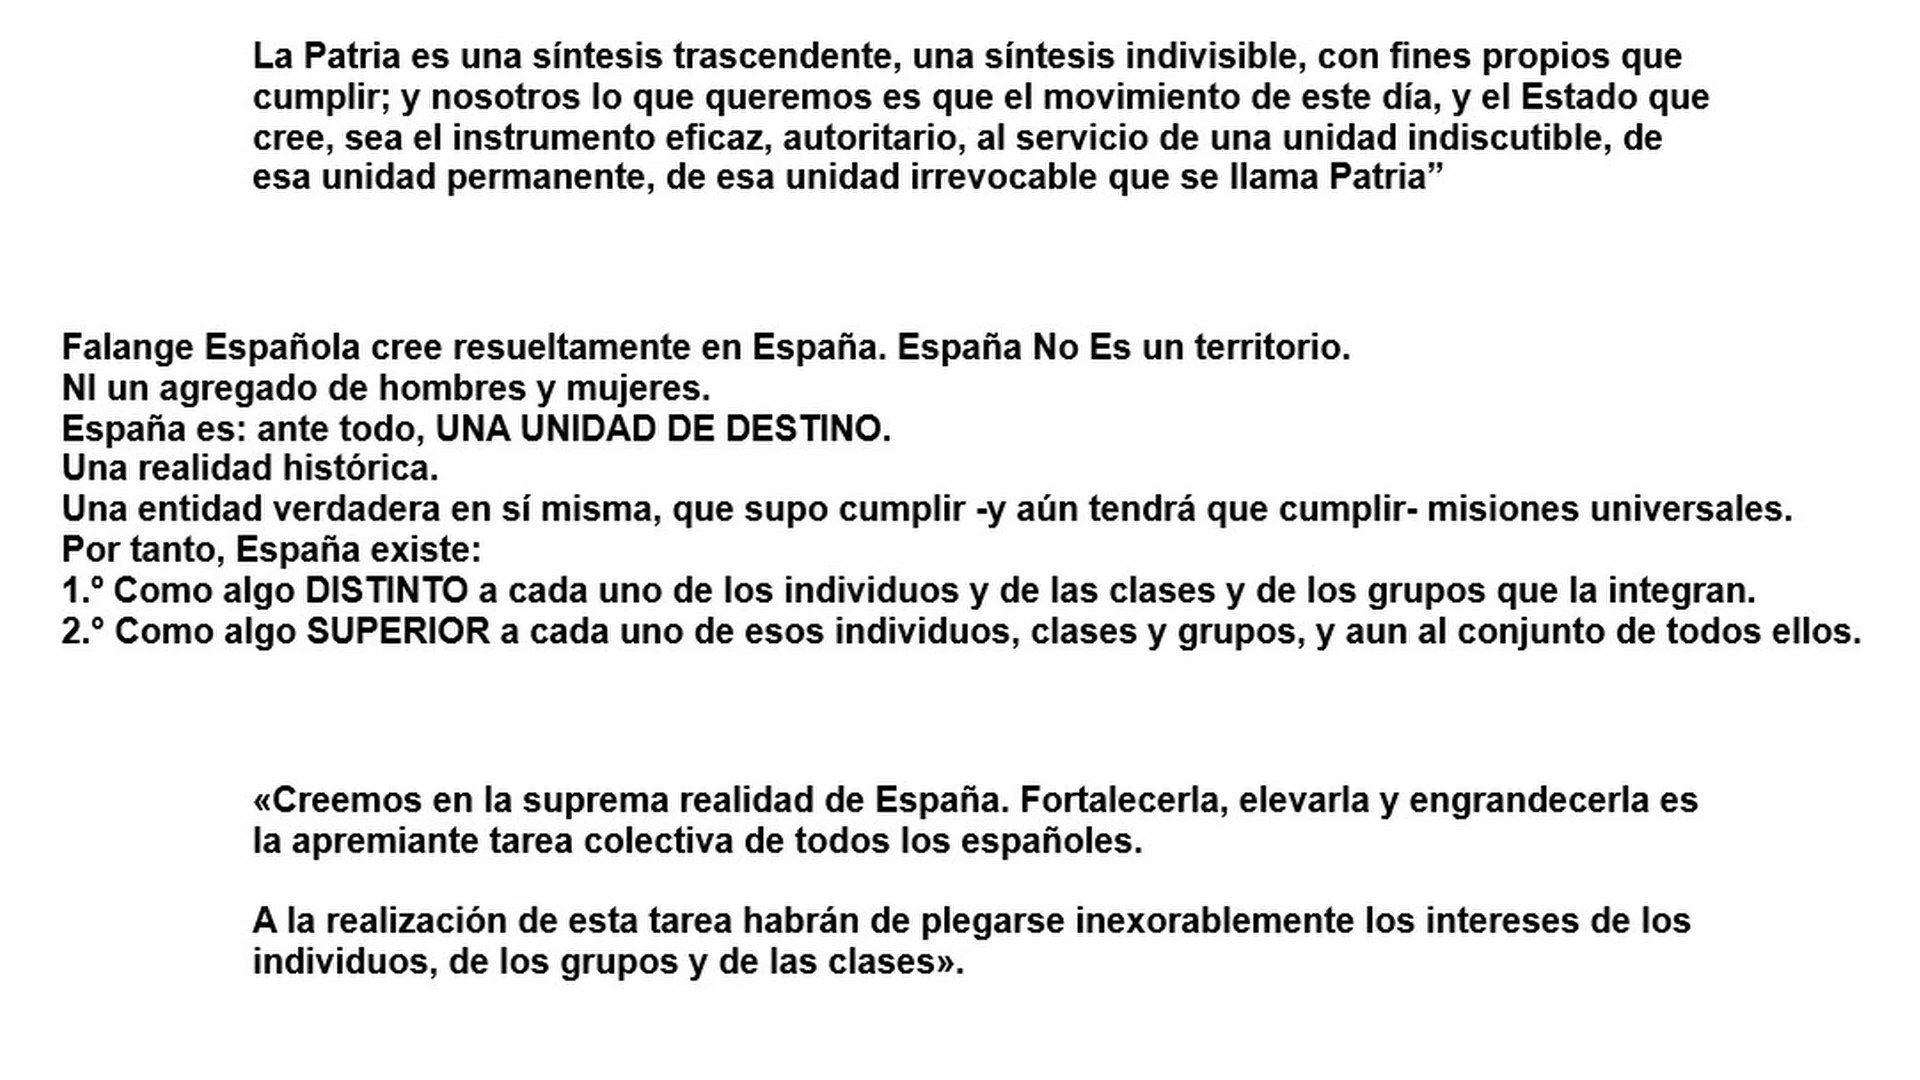 La Patria es una síntesis trascendente, una síntesis indivisible, con fines propios que
cumplir; y nosotros lo que queremos es que el movimiento de este día, y el Estado que
cree, sea el instrumento eficaz, autoritario, al servicio de una unidad indiscutible, de
esa unidad permanente, de esa unidad irrevocable que se llama Patria”
Falange Española cree resueltamente en España. España No Es un territorio.
NI un agregado de hombres y mujeres.
España es: ante todo, UNA UNIDAD DE DESTINO.
Una realidad histórica.
Una entidad verdadera en sí misma, que supo cumplir -y aún tendrá que cumplir- misiones universales.
Por tanto, España existe:
1.º Como algo DISTINTO a cada uno de los individuos y de las clases y de los grupos que la integran.
2.º Como algo SUPERIOR a cada uno de esos individuos, clases y grupos, y aun al conjunto de todos ellos.
«Creemos en la suprema realidad de España. Fortalecerla, elevarla y engrandecerla es
la apremiante tarea colectiva de todos los españoles.
A la realización de esta tarea habrán de plegarse inexorablemente los intereses de los
individuos, de los grupos y de las clases».